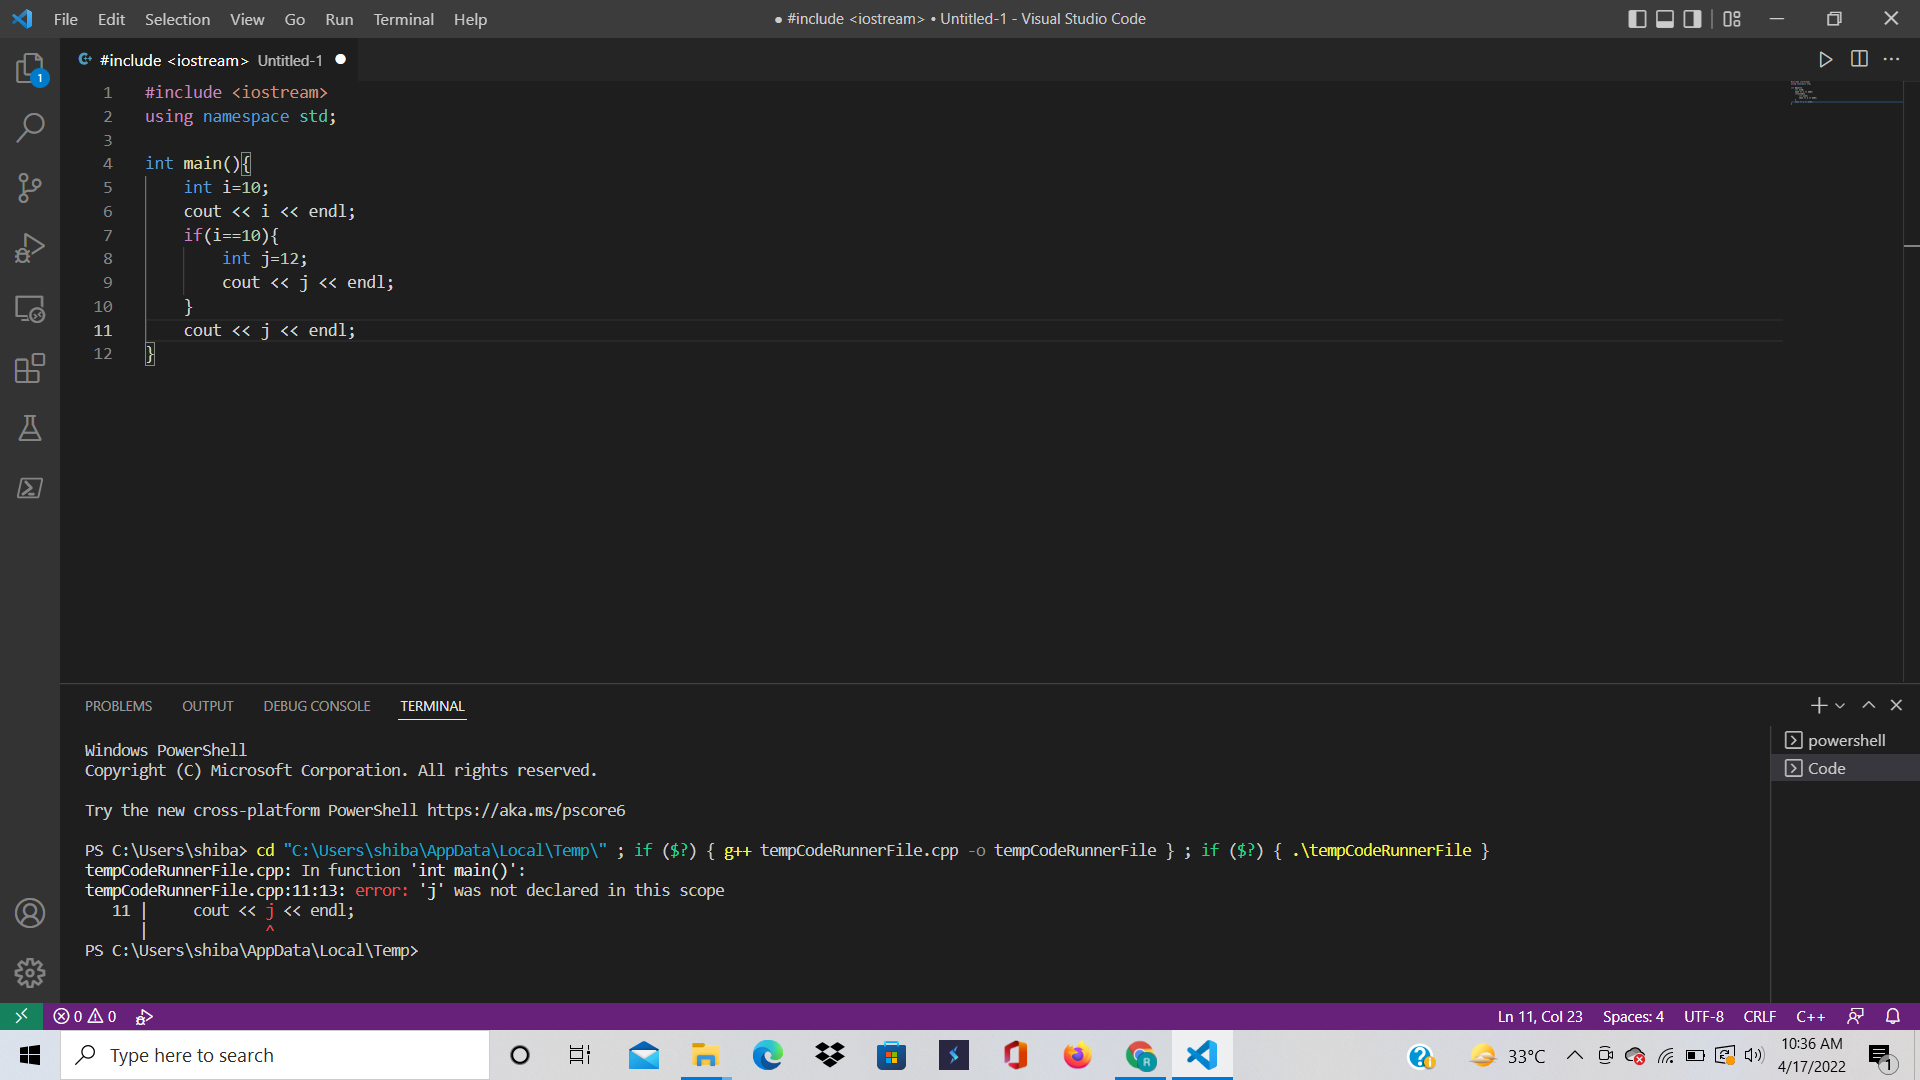 File Edit Selection View Go Run Terminal Help
● #include <iostream> • Untitled-1 - Visual Studio Code
1
#include <iostream> Untitled-1 ●
1 #include <iostream>
2 using namespace std;
3
4 int main(){
5     int i=10;
6     cout << i << endl;
7     if(i==10){
8         int j=12;
9         cout << j << endl;
10     }
11     cout << j << endl;
12 }
PROBLEMS OUTPUT DEBUG CONSOLE TERMINAL
powershell
Code
Windows PowerShell
Copyright (C) Microsoft Corporation. All rights reserved.
Try the new cross-platform PowerShell https://aka.ms/pscore6
PS C:\Users\shiba> cd "C:\Users\shiba\AppData\Local\Temp\" ; if ($?) { g++ tempCodeRunnerFile.cpp -o tempCodeRunnerFile } ; if ($?) { .\tempCodeRunnerFile }
tempCodeRunnerFile.cpp: In function 'int main()':
tempCodeRunnerFile.cpp:11:13: error: 'j' was not declared in this scope
   11 |     cout << j << endl;
      |             ^
PS C:\Users\shiba\AppData\Local\Temp>
0 0
Ln 11, Col 23 Spaces: 4 UTF-8 CRLF C++
Type here to search
33°C
10:36 AM
4/17/2022
1